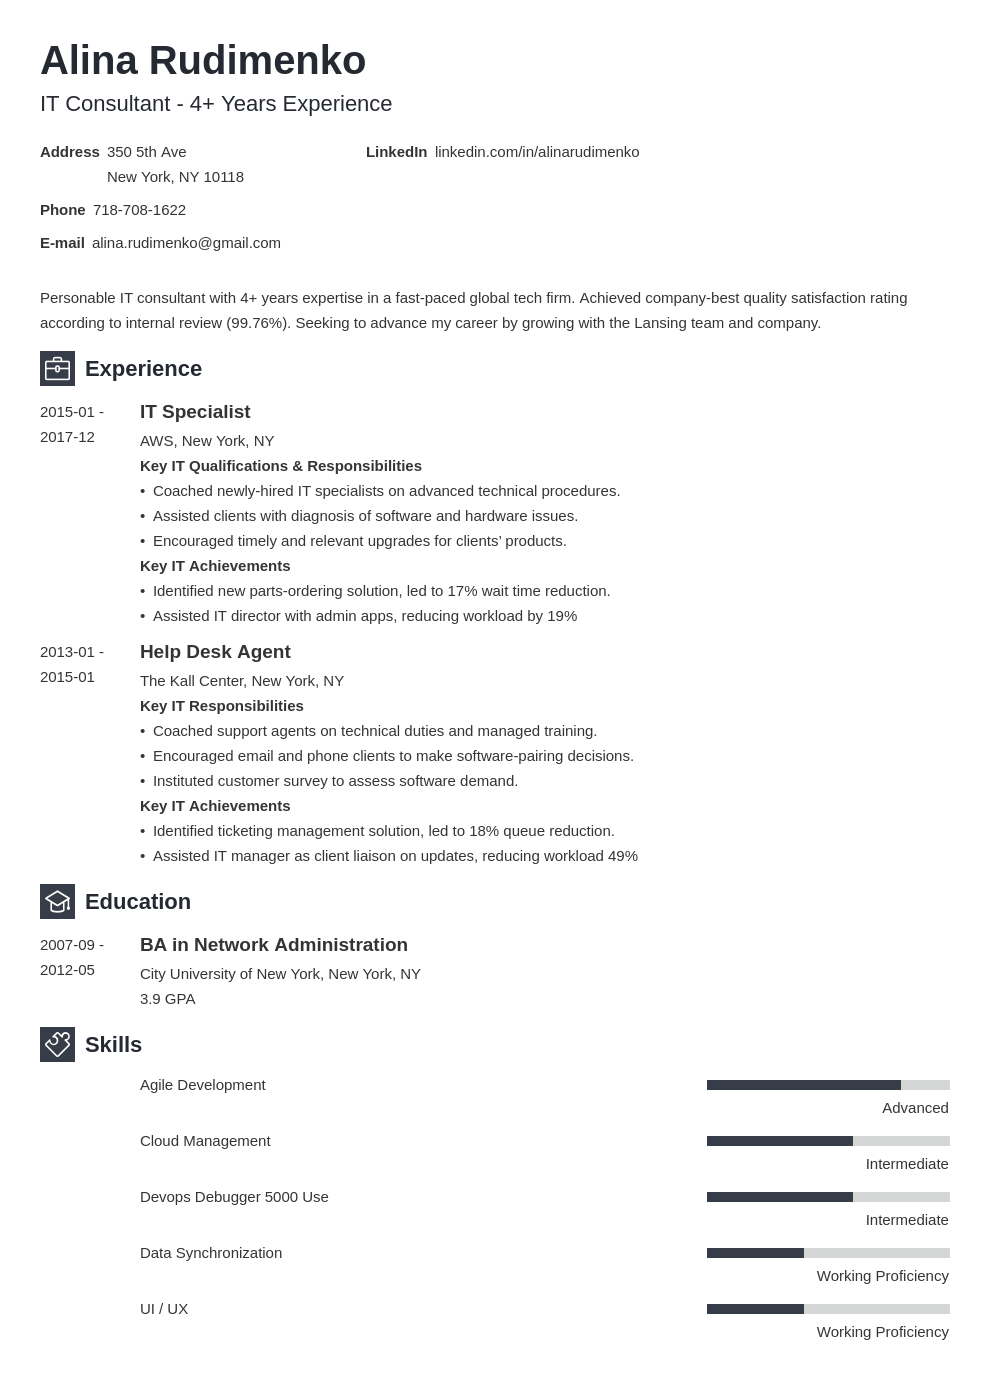 Alina Rudimenko
IT Consultant - 4+ Years Experience
Address 350 5th Ave
New York, NY 10118
Phone 718-708-1622
E-mail alina.rudimenko@gmail.com
LinkedIn linkedin.com/in/alinarudimenko
Personable IT consultant with 4+ years expertise in a fast-paced global tech firm. Achieved company-best quality satisfaction rating
according to internal review (99.76%). Seeking to advance my career by growing with the Lansing team and company.
Experience
2015-01 -
2017-12
IT Specialist
AWS, New York, NY
Key IT Qualifications & Responsibilities
• Coached newly-hired IT specialists on advanced technical procedures.
• Assisted clients with diagnosis of software and hardware issues.
• Encouraged timely and relevant upgrades for clients’ products.
Key IT Achievements
• Identified new parts-ordering solution, led to 17% wait time reduction.
• Assisted IT director with admin apps, reducing workload by 19%
2013-01 -
2015-01
Help Desk Agent
The Kall Center, New York, NY
Key IT Responsibilities
• Coached support agents on technical duties and managed training.
• Encouraged email and phone clients to make software-pairing decisions.
• Instituted customer survey to assess software demand.
Key IT Achievements
• Identified ticketing management solution, led to 18% queue reduction.
• Assisted IT manager as client liaison on updates, reducing workload 49%
Education
2007-09 -
2012-05
BA in Network Administration
City University of New York, New York, NY
3.9 GPA
Skills
Agile Development
Advanced
Cloud Management
Intermediate
Devops Debugger 5000 Use
Intermediate
Data Synchronization
Working Proficiency
UI / UX
Working Proficiency